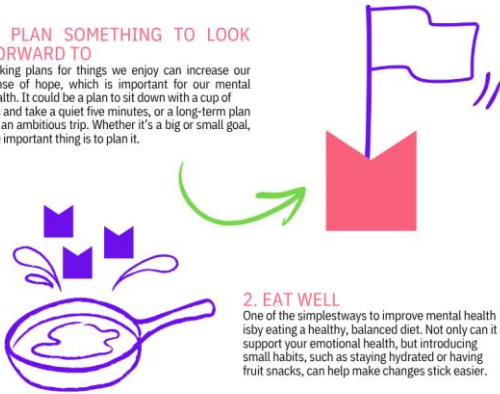 PLAN SOMETHING TO LOOK
ORWARD TO
king plans for things we enjoy can increase our
nse of hope, which is important for our mental
alth. It could be a plan to sit down with a cup of
and take a quiet five minutes, or a long-term plan
an ambitious trip. Whether it's a big or small goal,
important thing is to plan it.
2. EAT WELL
One of the simplestways to improve mental health
isby eating a healthy, balanced diet. Not only can it
support your emotional health, but introducing
small habits, such as staying hydrated or having
fruit snacks, can help make changes stick easier.